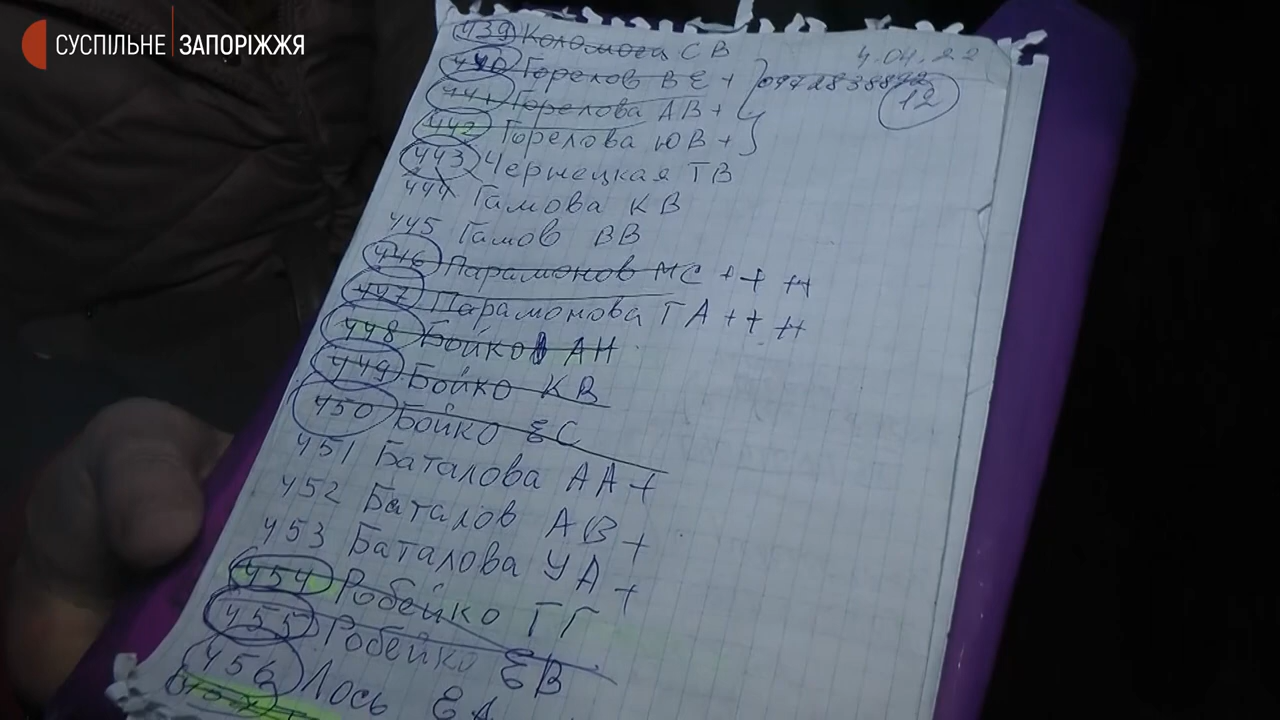 СУСПІЛЬНЕ ЗАПОРІЖЖЯ
4.04.22
439 Коломоец СВ
440 Горелов ВЕ +
441 Горелова АВ +
12
442 Горелова ЮВ +
443 Чернецкая ТВ
444 Гамова КВ
445 Гамов ВВ
446 Парамонов МС + + н
447 Парамонова ГА + + н
448 Бойко АН
449 Бойко КВ
450 Бойко ЕС
451 Баталова АА +
452 Баталов АВ +
453 Баталова УА +
454 Робейко ГГ
455 Робейко ЕВ
456 Лось ЕА